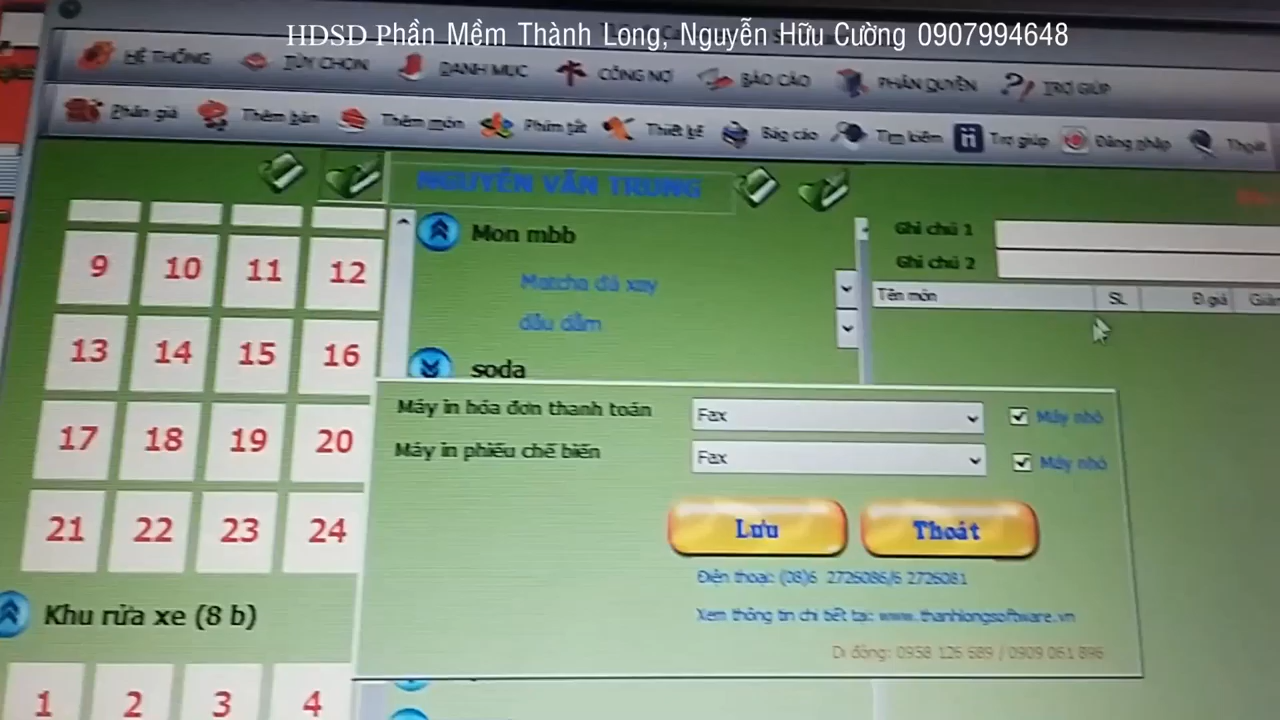 HDSD Phần Mềm Thành Long, Nguyễn Hữu Cường 0907994648
HỆ THỐNG TÙY CHỌN DANH MỤC CÔNG NỢ BÁO CÁO PHÂN QUYỀN TRỢ GIÚP
Phần giá Thêm bàn Thêm món Phím tắt Thiết kế Báo cáo Tìm kiếm Trợ giúp Đăng nhập Thoát
NGUYỄN VĂN TRUNG
9 10 11 12
13 14 15 16
17 18 19 20
21 22 23 24
Khu rửa xe (8 b)
1 2 3 4
Mon mbb
Matcha đá xay
dâu dằm
soda
Ghi chú 1
Ghi chú 2
Tên món SL Đ giá
Máy in hóa đơn thanh toán Fax Máy nhỏ
Máy in phiếu chế biến Fax Máy nhỏ
Lưu Thoát
Điện thoại: (08)6 2726086/6 2726081
Xem thông tin chi tiết tại: www.thanhlongsoftware.vn
Di động: 0958 126 689 / 0909 061 896